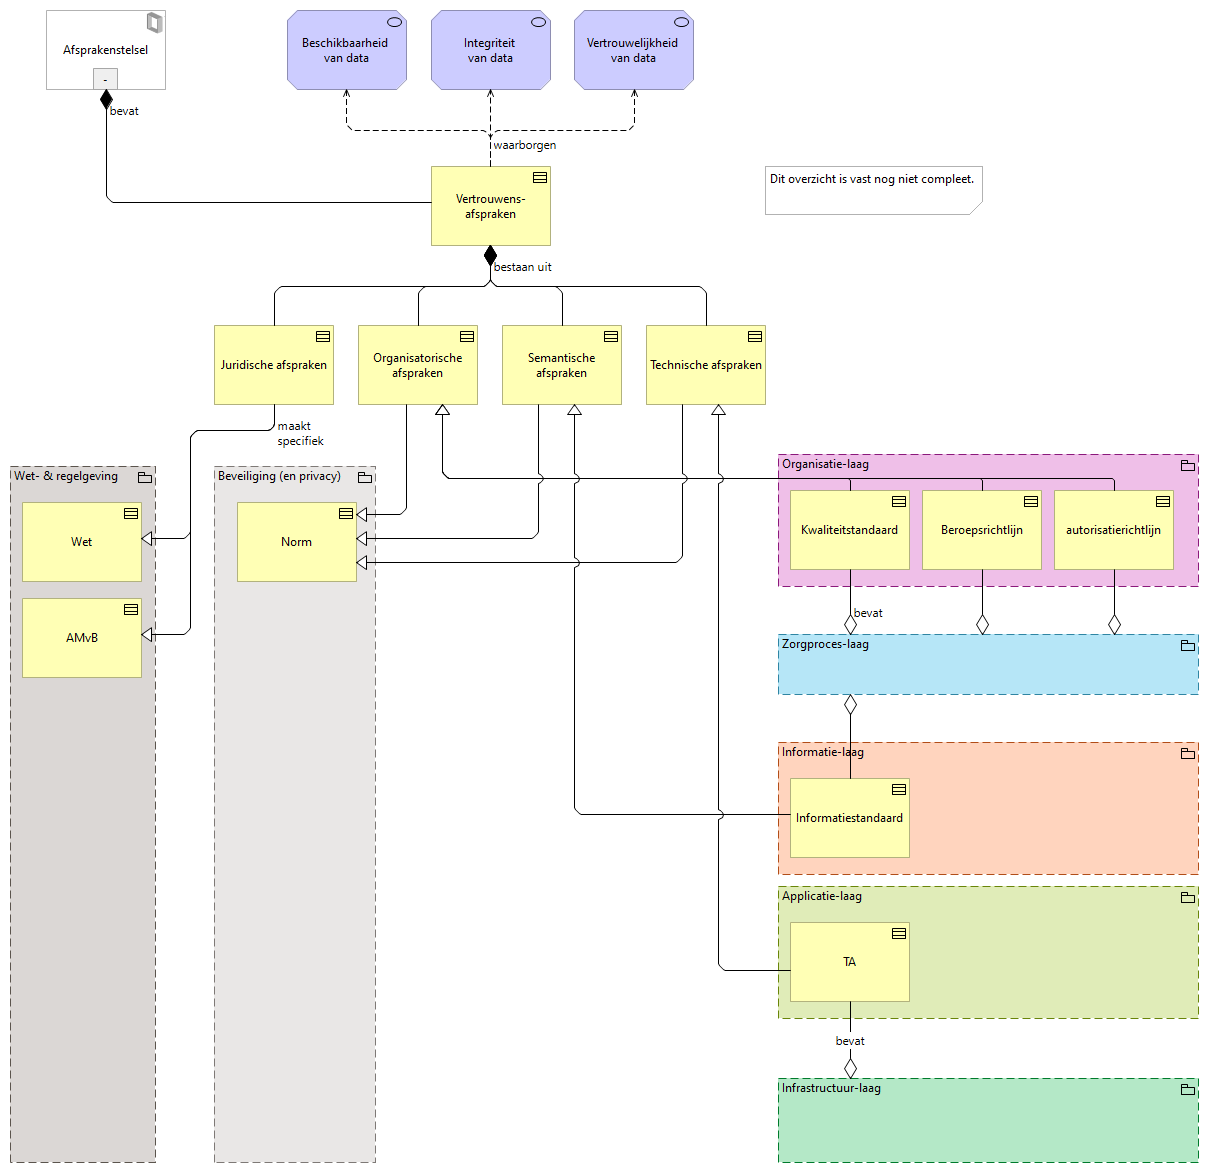 Afsprakenstelsel
-
bevat
Beschikbaarheid
van data
Integriteit
van data
Vertrouwelijkheid
van data
waarborgen
Vertrouwens-
afspraken
Dit overzicht is vast nog niet compleet.
bestaan uit
Juridische afspraken
Organisatorische
afspraken
Semantische
afspraken
Technische afspraken
maakt
specifiek
Wet- & regelgeving
Wet
AMvB
Beveiliging (en privacy)
Norm
Organisatie-laag
Kwaliteitstandaard
Beroepsrichtlijn
autorisatierichtlijn
bevat
Zorgproces-laag
Informatie-laag
Informatiestandaard
Applicatie-laag
TA
bevat
Infrastructuur-laag